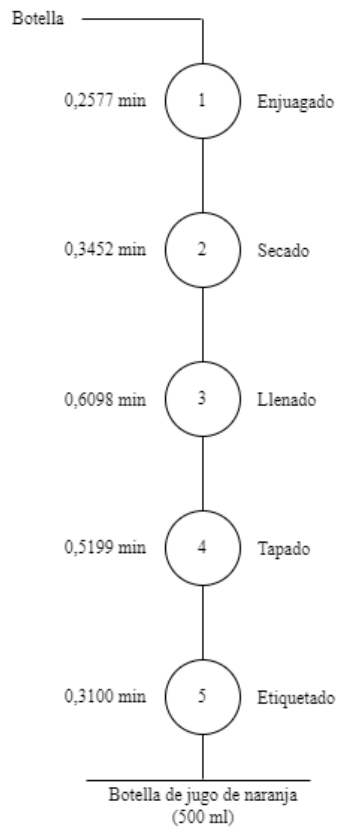 Botella
0,2577 min 1 Enjuagado
0,3452 min 2 Secado
0,6098 min 3 Llenado
0,5199 min 4 Tapado
0,3100 min 5 Etiquetado
Botella de jugo de naranja
(500 ml)